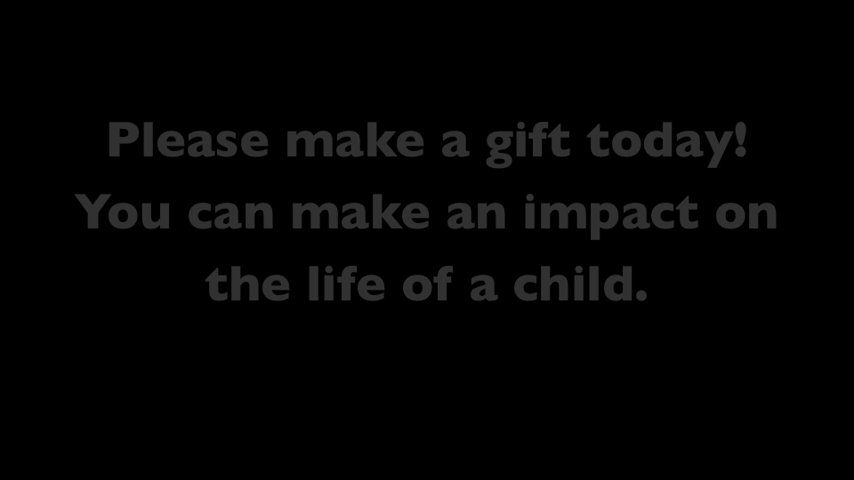 Please make a gift today!
You can make an impact on
the life of a child.